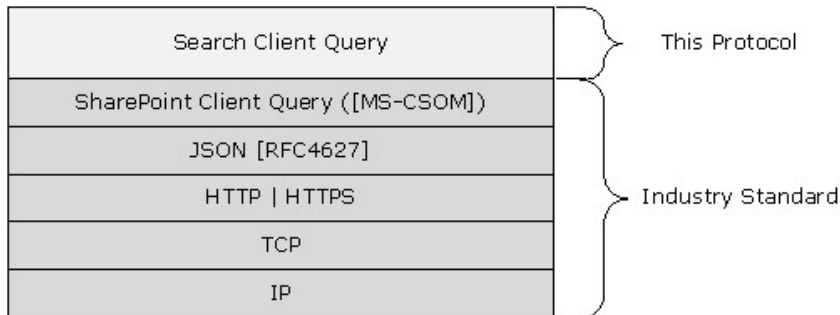 Search Client Query
This Protocol
SharePoint Client Query ([MS-CSOM])
JSON [RFC4627]
HTTP | HTTPS
Industry Standard
TCP
IP